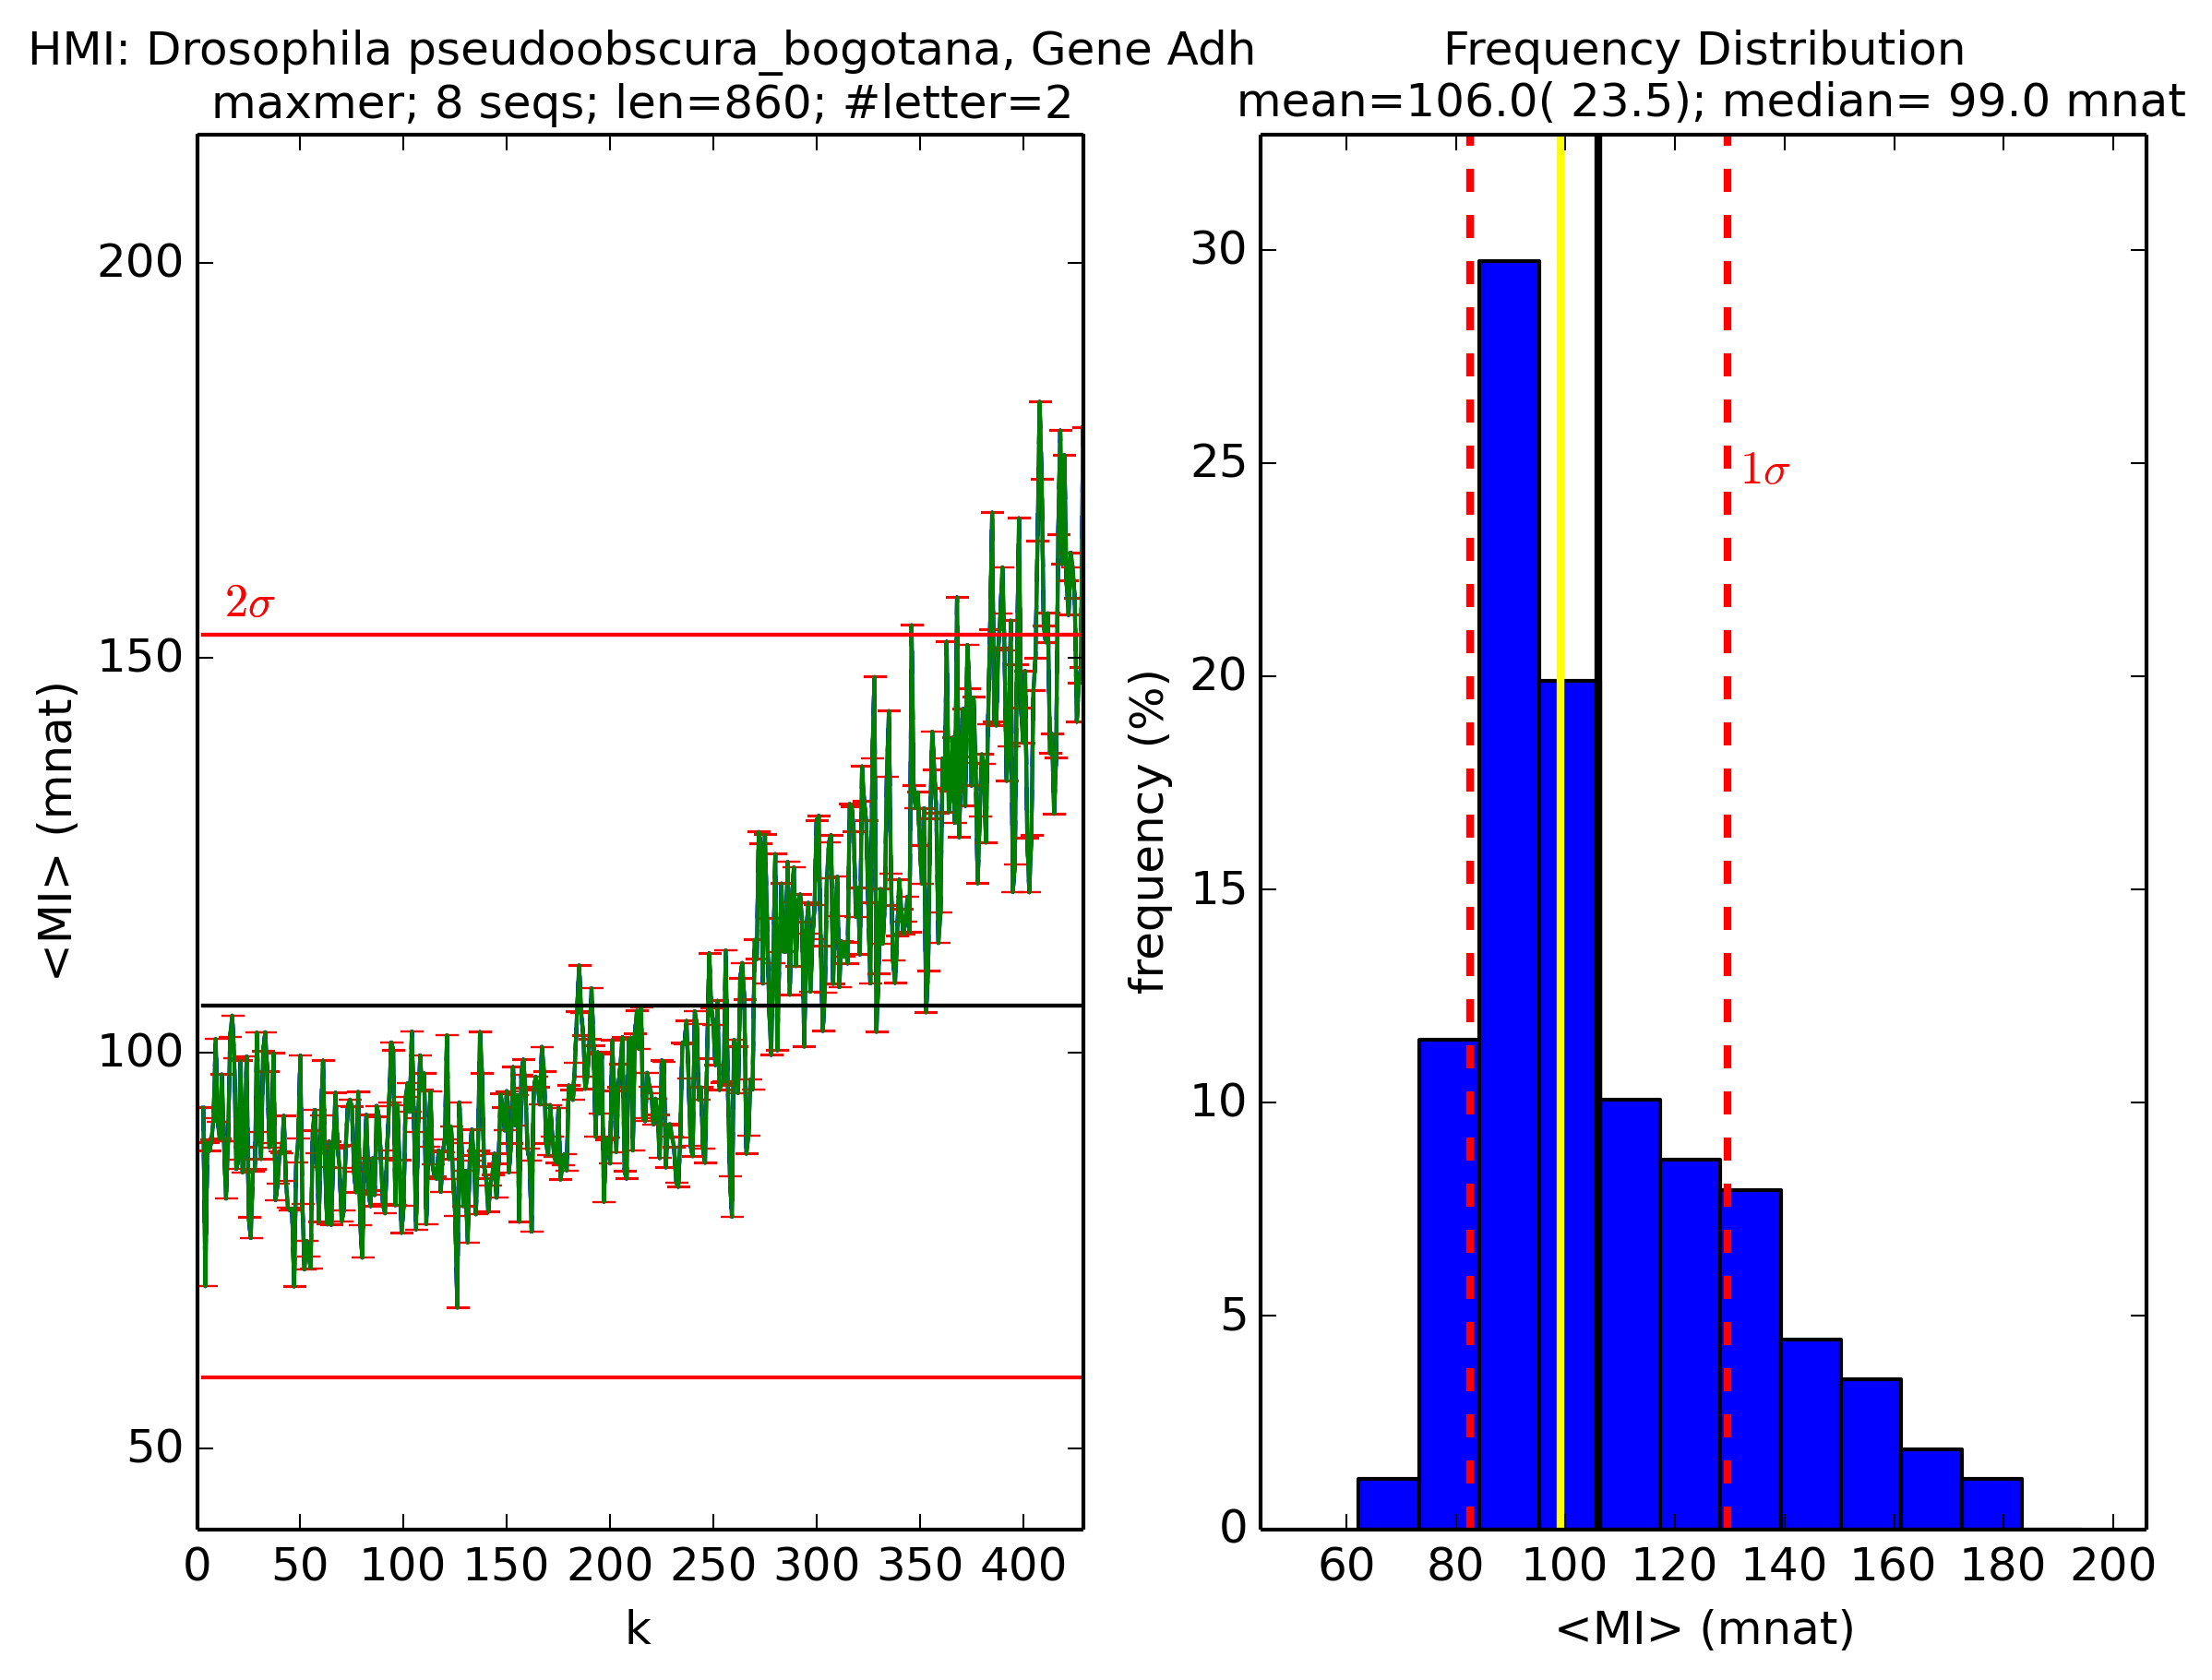 HMI: Drosophila pseudoobscura_bogotana, Gene Adh
maxmer; 8 seqs; len=860; #letter=2
200
150
100
50
<MI> (mnat)
2σ
0 50 100 150 200 250 300 350 400
k
Frequency Distribution
mean=106.0( 23.5); median= 99.0 mnat
30
25
20
15
10
5
0
frequency (%)
1σ
60 80 100 120 140 160 180 200
<MI> (mnat)